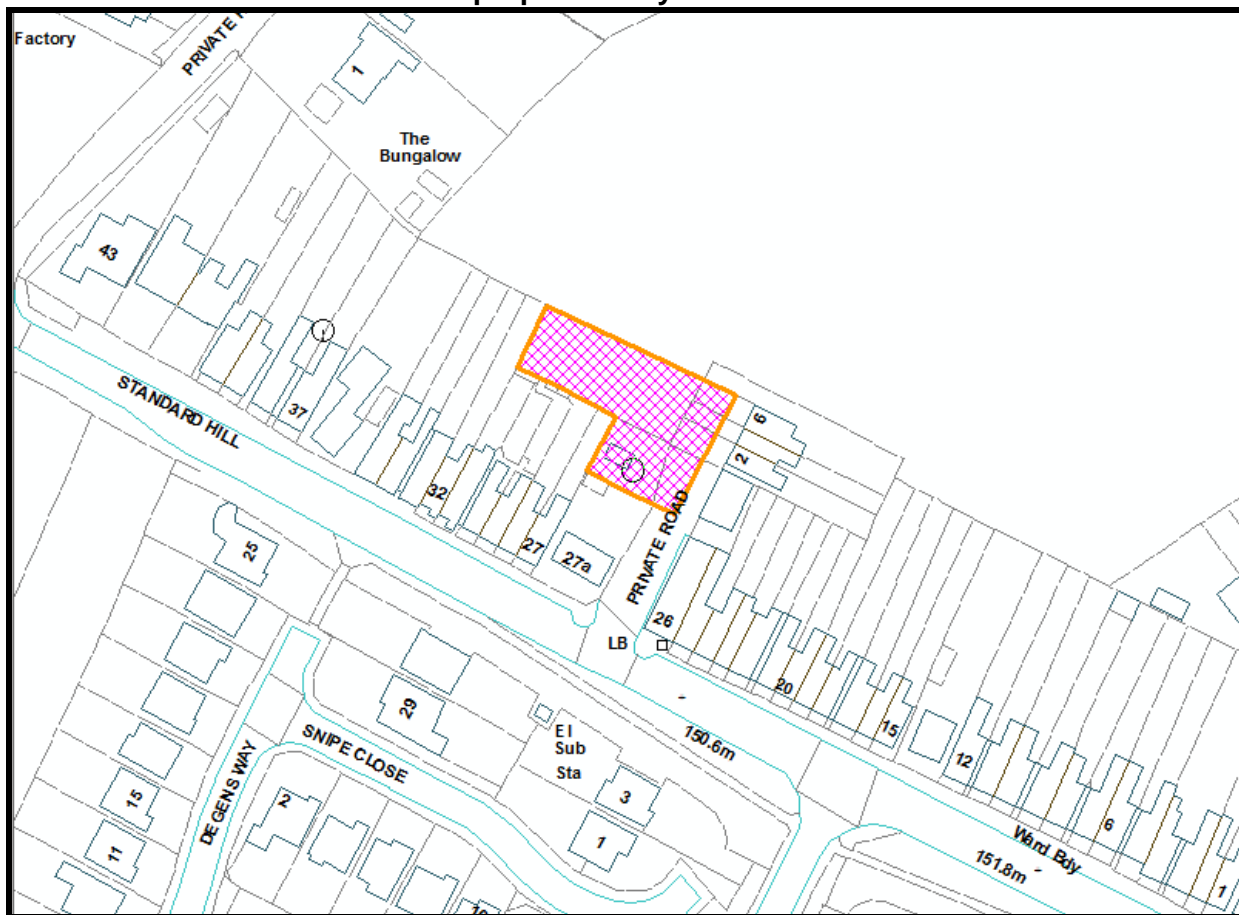 Factory
PRIVATE
1
The
Bungalow
43
37
STANDARD HILL
32
27
27a
6
2
PRIVATE ROAD
26
LB
20
15
12
6
1
25
29
El
Sub
Sta
150.6m
SNIPE CLOSE
DEGENS WAY
3
1
2
15
11
Ward Bdy
151.8m